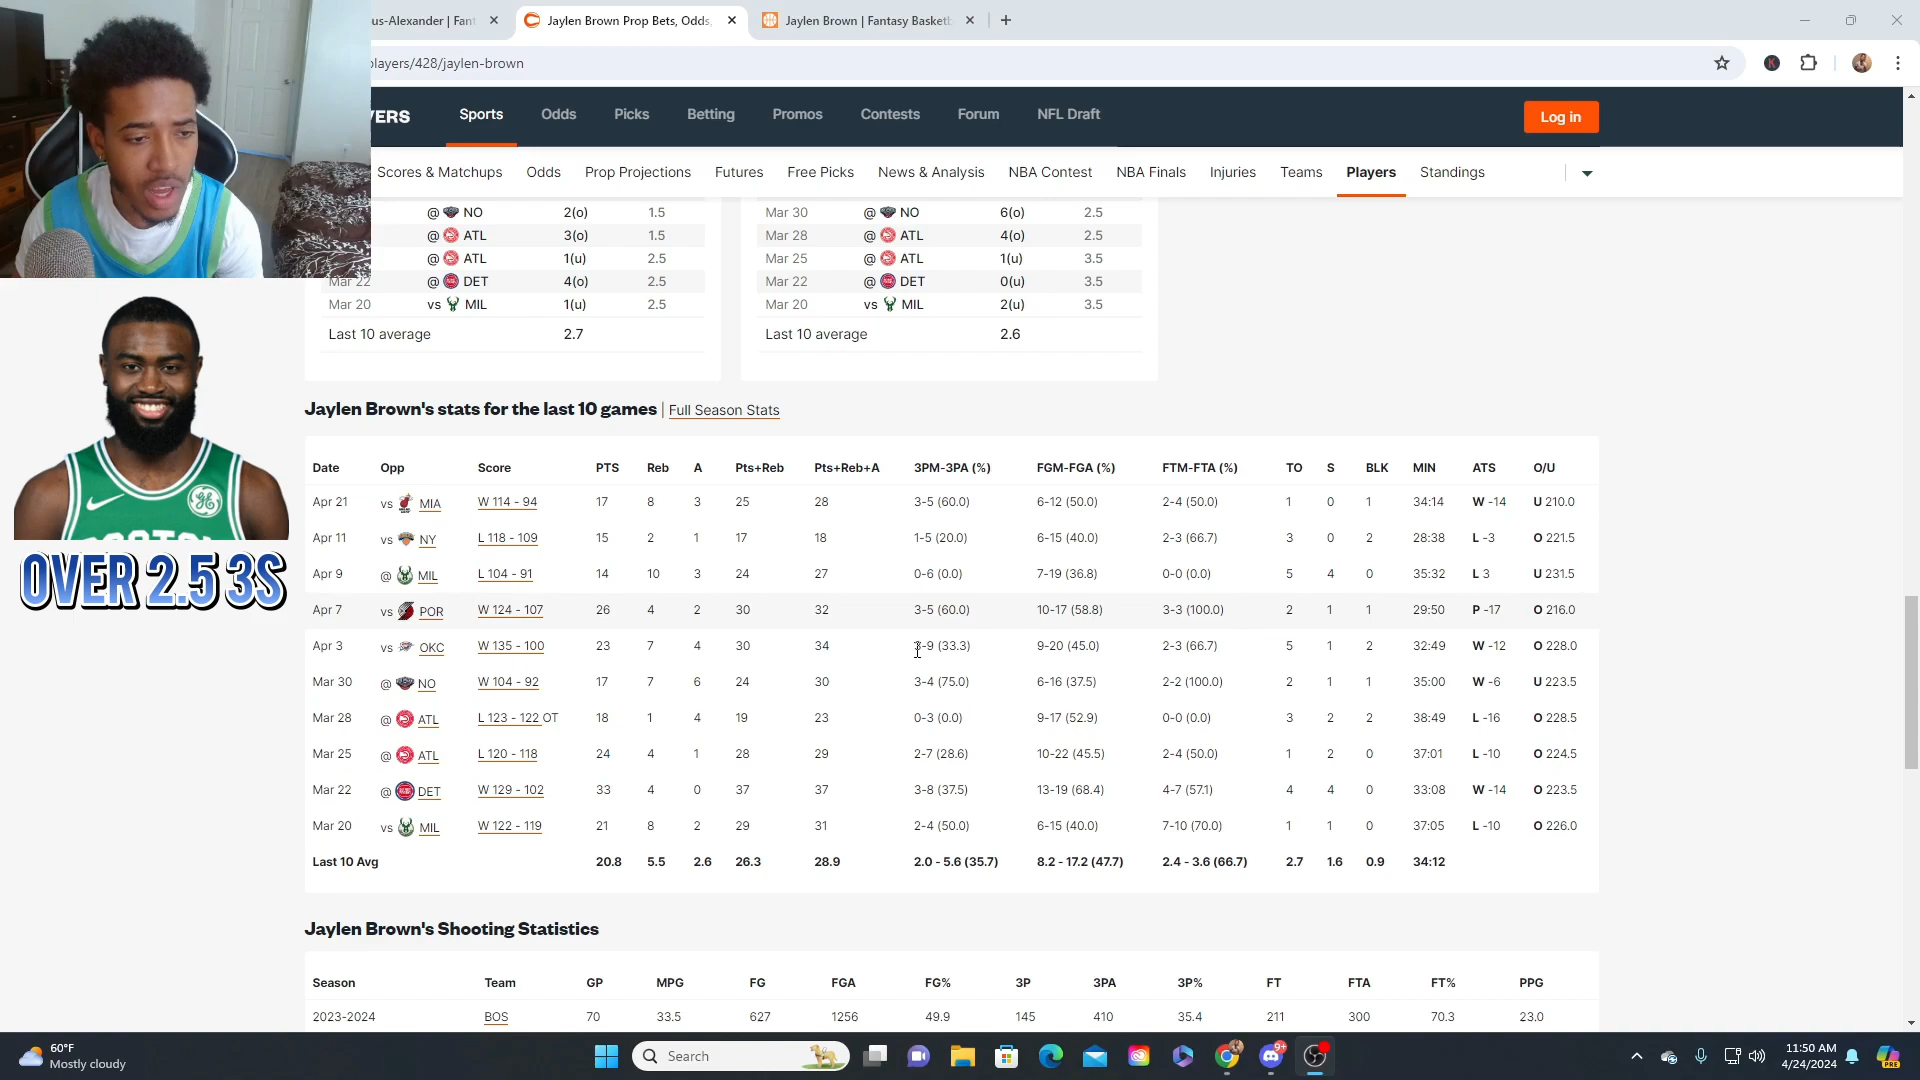 us-Alexander | Fant
Jaylen Brown Prop Bets, Odds,
Jaylen Brown | Fantasy Basketb
players/428/jaylen-brown
K
YERS
Sports Odds Picks Betting Promos Contests Forum NFL Draft
Log in
Scores & Matchups Odds Prop Projections Futures Free Picks News & Analysis NBA Contest NBA Finals Injuries Teams Players Standings
@ NO 2(o) 1.5
@ ATL 3(o) 1.5
@ ATL 1(u) 2.5
Mar 22 @ DET 4(o) 2.5
Mar 20 vs MIL 1(u) 2.5
Last 10 average 2.7
Mar 30 @ NO 6(o) 2.5
Mar 28 @ ATL 4(o) 2.5
Mar 25 @ ATL 1(u) 3.5
Mar 22 @ DET 0(u) 3.5
Mar 20 vs MIL 2(u) 3.5
Last 10 average 2.6
OVER 2.5 3S
Jaylen Brown's stats for the last 10 games | Full Season Stats
Date Opp Score PTS Reb A Pts+Reb Pts+Reb+A 3PM-3PA (%) FGM-FGA (%) FTM-FTA (%) TO S BLK MIN ATS O/U
Apr 21 vs MIA W 114 - 94 17 8 3 25 28 3-5 (60.0) 6-12 (50.0) 2-4 (50.0) 1 0 1 34:14 W -14 U 210.0
Apr 11 vs NY L 118 - 109 15 2 1 17 18 1-5 (20.0) 6-15 (40.0) 2-3 (66.7) 3 0 2 28:38 L -3 O 221.5
Apr 9 @ MIL L 104 - 91 14 10 3 24 27 0-6 (0.0) 7-19 (36.8) 0-0 (0.0) 5 4 0 35:32 L 3 U 231.5
Apr 7 vs POR W 124 - 107 26 4 2 30 32 3-5 (60.0) 10-17 (58.8) 3-3 (100.0) 2 1 1 29:50 P -17 O 216.0
Apr 3 vs OKC W 135 - 100 23 7 4 30 34 3-9 (33.3) 9-20 (45.0) 2-3 (66.7) 5 1 2 32:49 W -12 O 228.0
Mar 30 @ NO W 104 - 92 17 7 6 24 30 3-4 (75.0) 6-16 (37.5) 2-2 (100.0) 2 1 1 35:00 W -6 U 223.5
Mar 28 @ ATL L 123 - 122 OT 18 1 4 19 23 0-3 (0.0) 9-17 (52.9) 0-0 (0.0) 3 2 2 38:49 L -16 O 228.5
Mar 25 @ ATL L 120 - 118 24 4 1 28 29 2-7 (28.6) 10-22 (45.5) 2-4 (50.0) 1 2 0 37:01 L -10 O 224.5
Mar 22 @ DET W 129 - 102 33 4 0 37 37 3-8 (37.5) 13-19 (68.4) 4-7 (57.1) 4 4 0 33:08 W -14 O 223.5
Mar 20 vs MIL W 122 - 119 21 8 2 29 31 2-4 (50.0) 6-15 (40.0) 7-10 (70.0) 1 1 0 37:05 L -10 O 226.0
Last 10 Avg 20.8 5.5 2.6 26.3 28.9 2.0 - 5.6 (35.7) 8.2 - 17.2 (47.7) 2.4 - 3.6 (66.7) 2.7 1.6 0.9 34:12
Jaylen Brown's Shooting Statistics
Season Team GP MPG FG FGA FG% 3P 3PA 3P% FT FTA FT% PPG
2023-2024 BOS 70 33.5 627 1256 49.9 145 410 35.4 211 300 70.3 23.0
60°F
Mostly cloudy
Search
9+
11:50 AM
4/24/2024
PRE